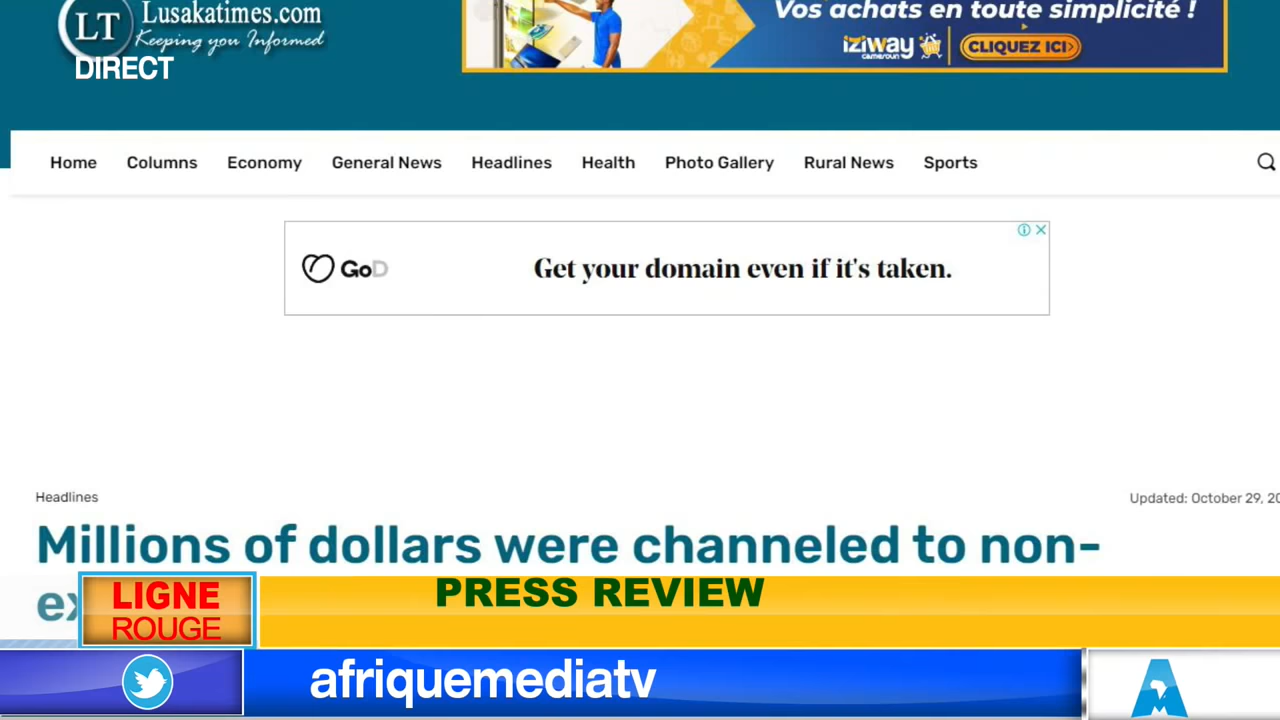 LT
Lusakatimes.com
Keeping you Informed
DIRECT
Vos achats en toute simplicité !
iziway
cameroun
CLIQUEZ ICI
Home Columns Economy General News Headlines Health Photo Gallery Rural News Sports
GoD
Get your domain even if it's taken.
Headlines
Updated: October 29, 20
Millions of dollars were channeled to non-
LIGNE
ROUGE
PRESS REVIEW
afriquemediatv